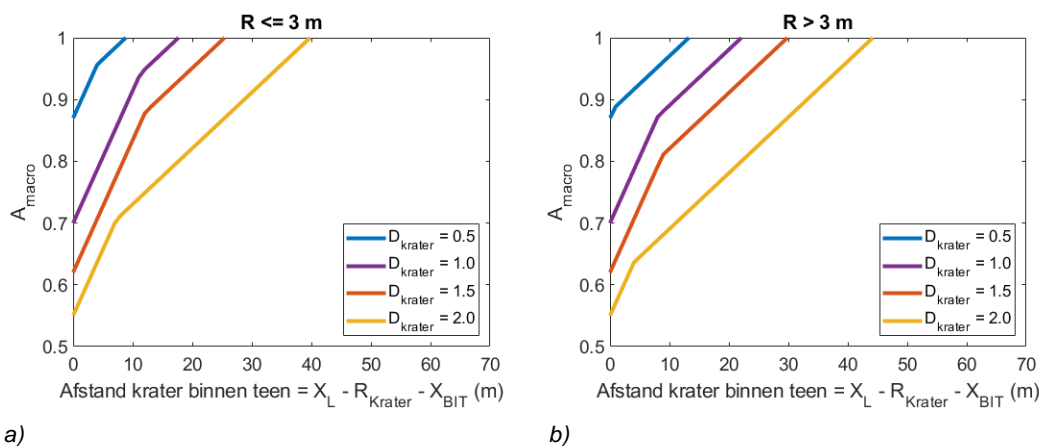 R <= 3 m
A_macro
1
0.9
0.8
0.7
0.6
0.5
D_krater = 0.5
D_krater = 1.0
D_krater = 1.5
D_krater = 2.0
0 10 20 30 40 50 60 70
Afstand krater binnen teen = X_L - R_Krater - X_BIT (m)
a)
R > 3 m
A_macro
1
0.9
0.8
0.7
0.6
0.5
D_krater = 0.5
D_krater = 1.0
D_krater = 1.5
D_krater = 2.0
0 10 20 30 40 50 60 70
Afstand krater binnen teen = X_L - R_Krater - X_BIT (m)
b)